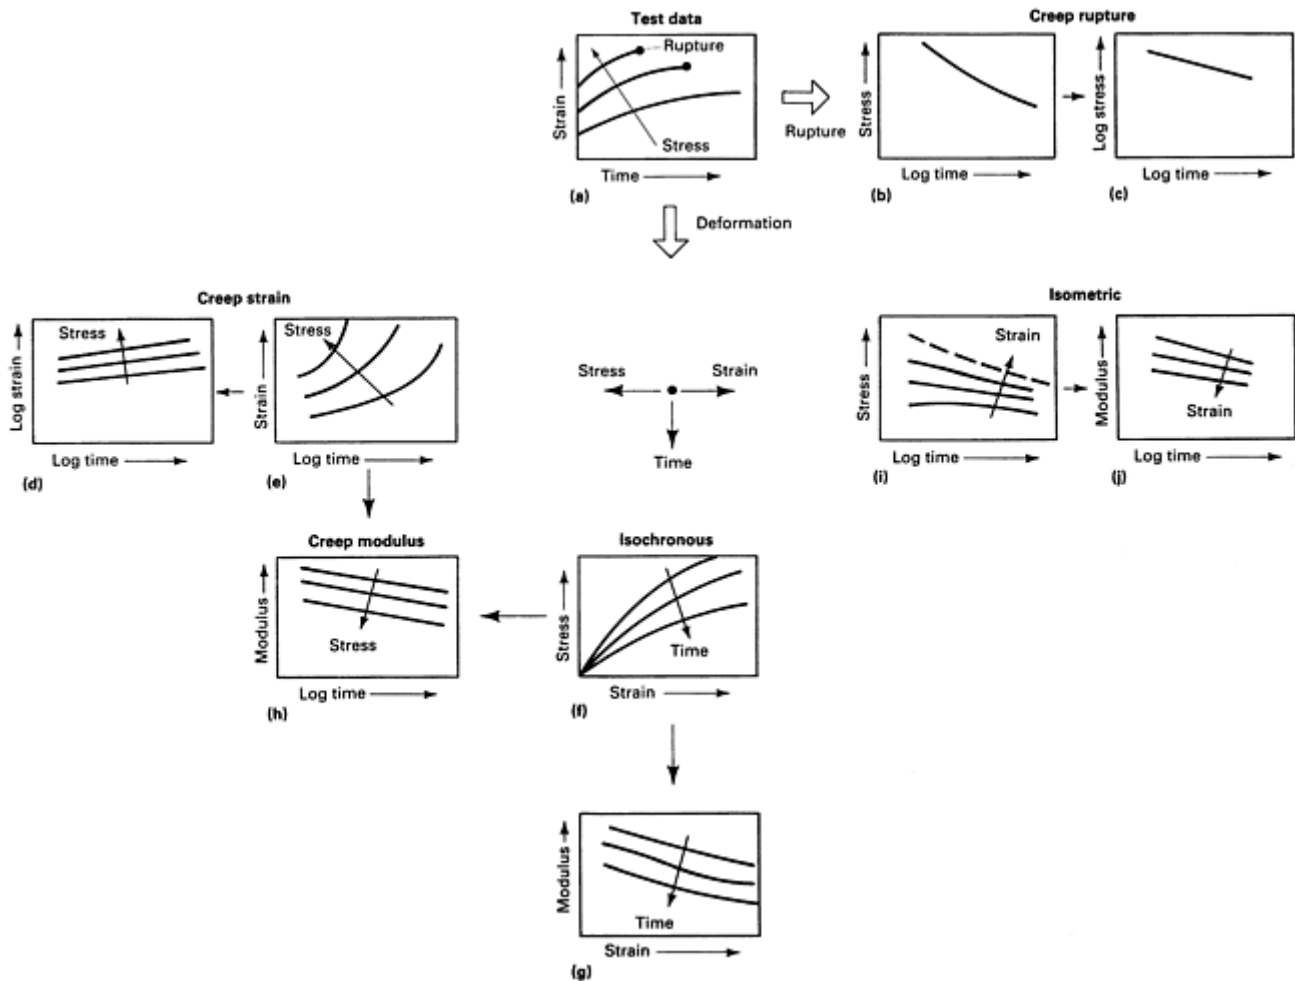 Test data
Creep rupture
Strain
Rupture
Stress
Time
(a)
Rupture
Stress
Log time
(b)
Log stress
Log time
(c)
Deformation
Creep strain
Log strain
Stress
Log time
(d)
Strain
Stress
Log time
(e)
Stress
Strain
Time
Isometric
Stress
Strain
Log time
(i)
Modulus
Strain
Log time
(j)
Creep modulus
Modulus
Stress
Log time
(h)
Isochronous
Stress
Time
Strain
(f)
Modulus
Time
Strain
(g)